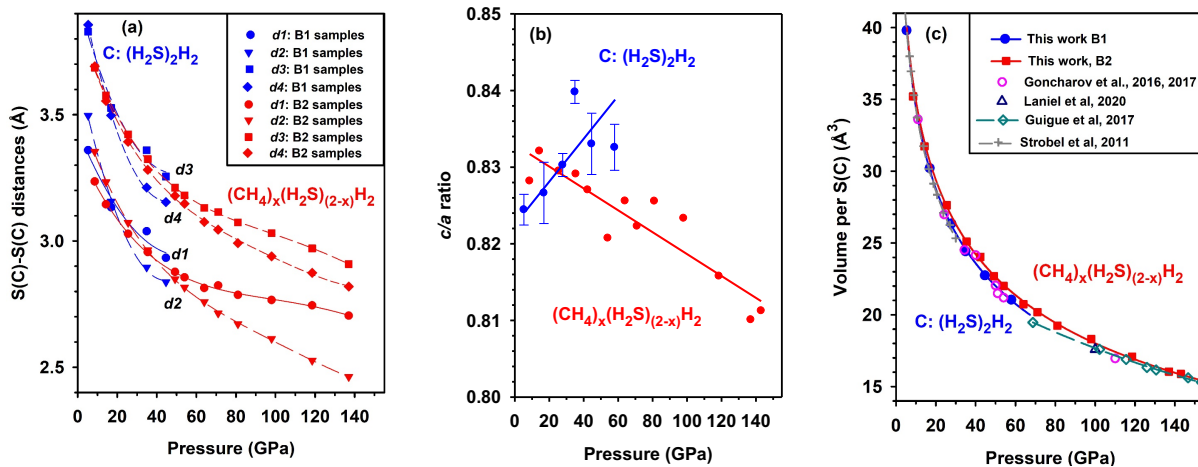 (a)
C: (H2S)2H2
d1: B1 samples
d2: B1 samples
d3: B1 samples
d4: B1 samples
d1: B2 samples
d2: B2 samples
d3: B2 samples
d4: B2 samples
(CH4)x(H2S)(2-x)H2
d3
d4
d1
d2
S(C)-S(C) distances (Å)
3.5
3.0
2.5
0 20 40 60 80 100 120 140
Pressure (GPa)
(b)
C: (H2S)2H2
(CH4)x(H2S)(2-x)H2
c/a ratio
0.85
0.84
0.83
0.82
0.81
0.80
0 20 40 60 80 100 120 140
Pressure (GPa)
(c)
This work B1
This work, B2
Goncharov et al., 2016, 2017
Laniel et al, 2020
Guigue et al, 2017
Strobel et al, 2011
(CH4)x(H2S)(2-x)H2
C: (H2S)2H2
Volume per S(C) (Å3)
40
35
30
25
20
15
0 20 40 60 80 100 120 140
Pressure (GPa)